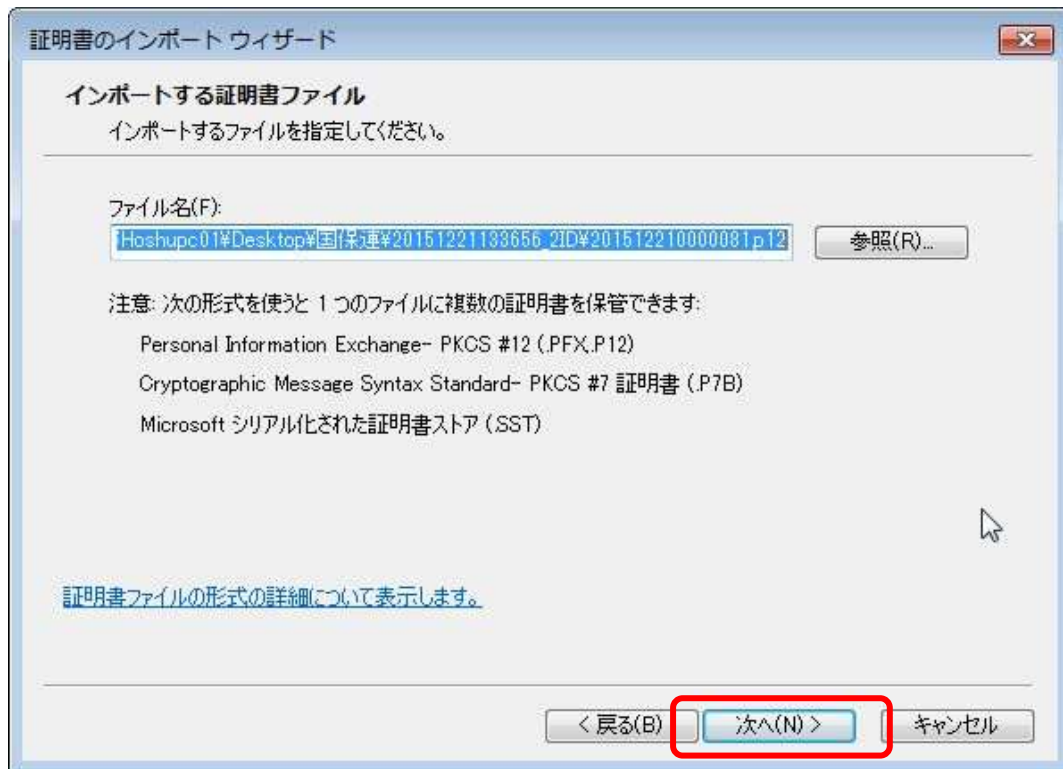 証明書のインポート ウィザード
インポートする証明書ファイル
インポートするファイルを指定してください。
ファイル名(F):
Hoshupc01¥Desktop¥国保連¥20151221133656_2ID¥201512210000081.p12
参照(R)...
注意: 次の形式を使うと 1 つのファイルに複数の証明書を保管できます:
Personal Information Exchange- PKCS #12 (.PFX,.P12)
Cryptographic Message Syntax Standard- PKCS #7 証明書 (.P7B)
Microsoft シリアル化された証明書ストア (.SST)
証明書ファイルの形式の詳細について表示します。
< 戻る(B)
次へ(N) >
キャンセル